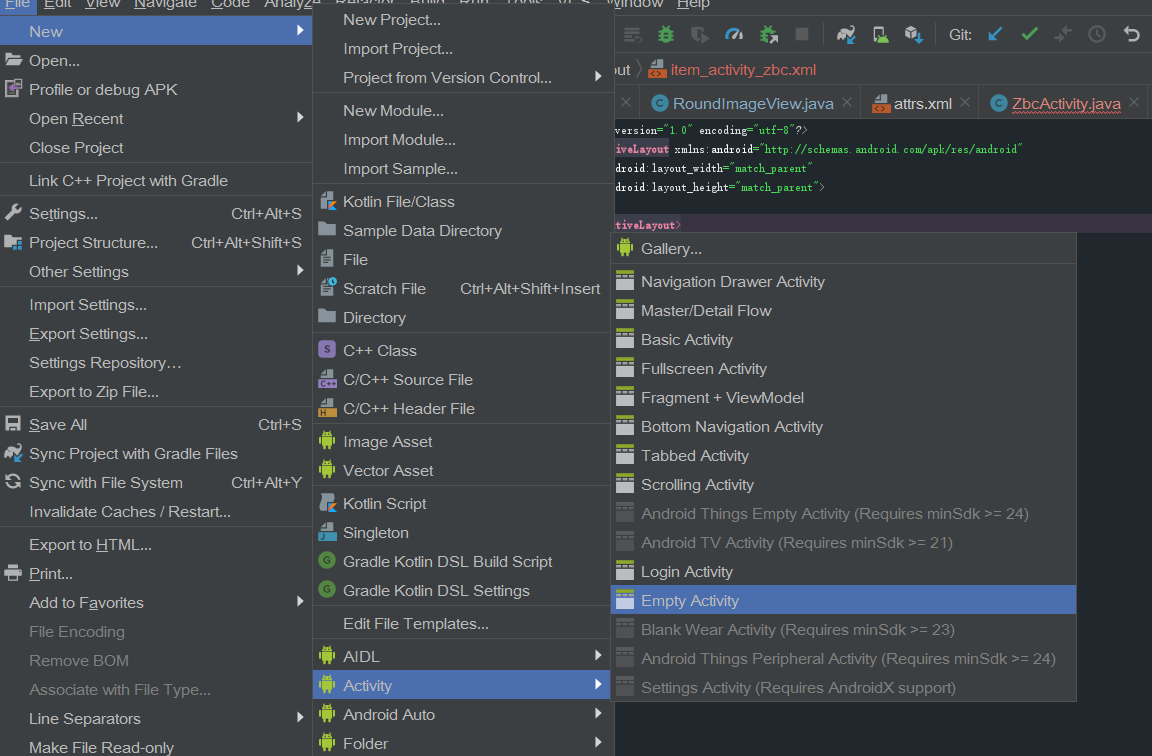 File Edit View Navigate Code Analyze Refactor Build Run Tools VCS Window Help
New
Open...
Profile or debug APK
Open Recent
Close Project
Link C++ Project with Gradle
Settings... Ctrl+Alt+S
Project Structure... Ctrl+Alt+Shift+S
Other Settings
Import Settings...
Export Settings...
Settings Repository...
Export to Zip File...
Save All Ctrl+S
Sync Project with Gradle Files
Sync with File System Ctrl+Alt+Y
Invalidate Caches / Restart...
Export to HTML...
Print...
Add to Favorites
File Encoding
Remove BOM
Associate with File Type...
Line Separators
Make File Read-only
New Project...
Import Project...
Project from Version Control...
New Module...
Import Module...
Import Sample...
Kotlin File/Class
Sample Data Directory
File
Scratch File Ctrl+Alt+Shift+Insert
Directory
S C++ Class
C++ C/C++ Source File
H C/C++ Header File
Image Asset
Vector Asset
Kotlin Script
Singleton
G Gradle Kotlin DSL Build Script
G Gradle Kotlin DSL Settings
Edit File Templates...
AIDL
Activity
Android Auto
Folder
Git:
out item_activity_zbc.xml
C RoundImageView.java attrs.xml C ZbcActivity.java
version="1.0" encoding="utf-8"?>
iveLayout xmlns:android="http://schemas.android.com/apk/res/android"
droid:layout_width="match_parent"
droid:layout_height="match_parent">
tiveLayout>
Gallery...
Navigation Drawer Activity
Master/Detail Flow
Basic Activity
Fullscreen Activity
Fragment + ViewModel
Bottom Navigation Activity
Tabbed Activity
Scrolling Activity
Android Things Empty Activity (Requires minSdk >= 24)
Android TV Activity (Requires minSdk >= 21)
Login Activity
Empty Activity
Blank Wear Activity (Requires minSdk >= 23)
Android Things Peripheral Activity (Requires minSdk >= 24)
Settings Activity (Requires AndroidX support)